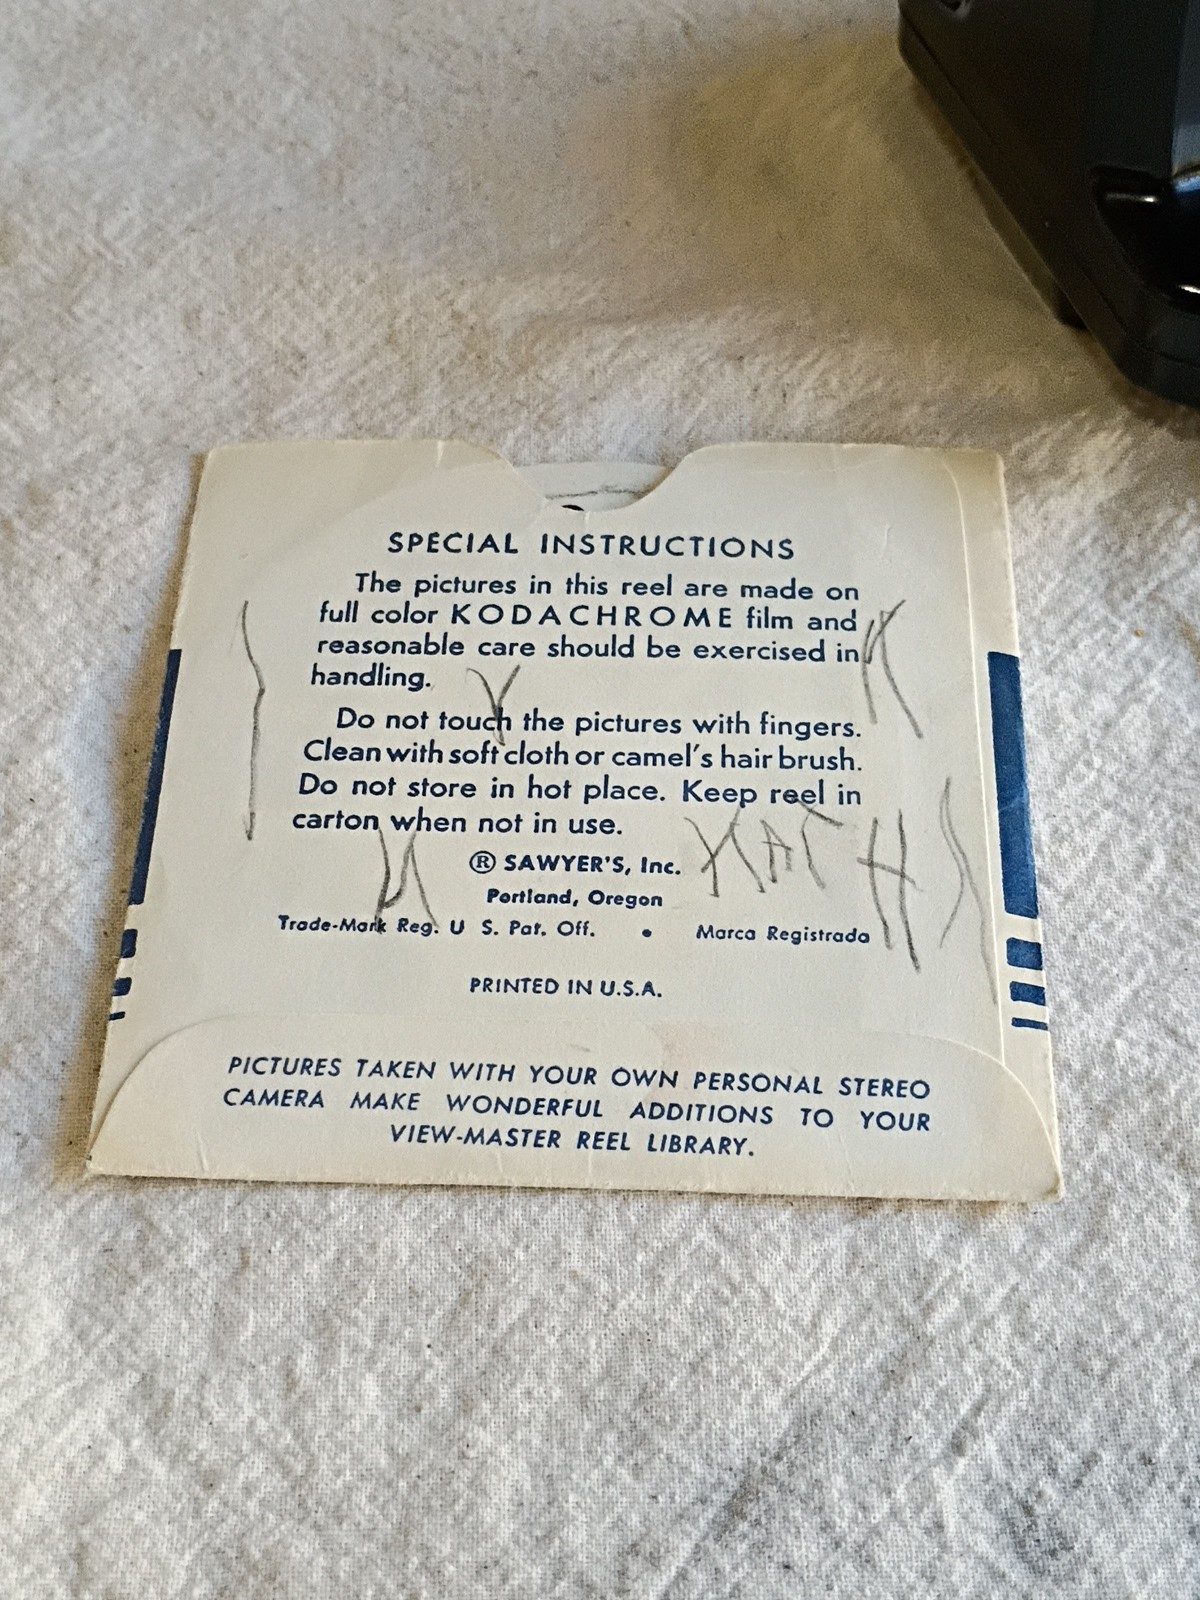 SPECIAL INSTRUCTIONS
The pictures in this reel are made on
full color KODACHROME film and
reasonable care should be exercised in
handling.
Do not touch the pictures with fingers.
Clean with soft cloth or camel's hair brush.
Do not store in hot place. Keep reel in
carton when not in use.
® SAWYER'S, Inc.
Portland, Oregon
Trade-Mark Reg. U S. Pat. Off. • Marca Registrada
PRINTED IN U.S.A.
PICTURES TAKEN WITH YOUR OWN PERSONAL STEREO
CAMERA MAKE WONDERFUL ADDITIONS TO YOUR
VIEW-MASTER REEL LIBRARY.